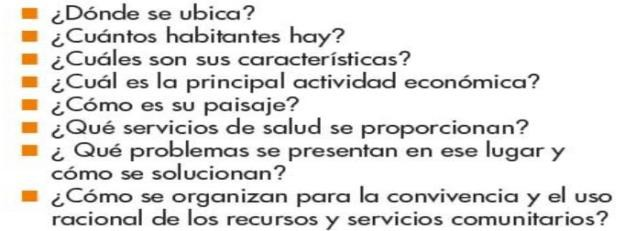 ¿Dónde se ubica?
¿Cuántos habitantes hay?
¿Cuáles son sus características?
¿Cuál es la principal actividad económica?
¿Cómo es su paisaje?
¿Qué servicios de salud se proporcionan?
¿ Qué problemas se presentan en ese lugar y
cómo se solucionan?
¿Cómo se organizan para la convivencia y el uso
racional de los recursos y servicios comunitarios?